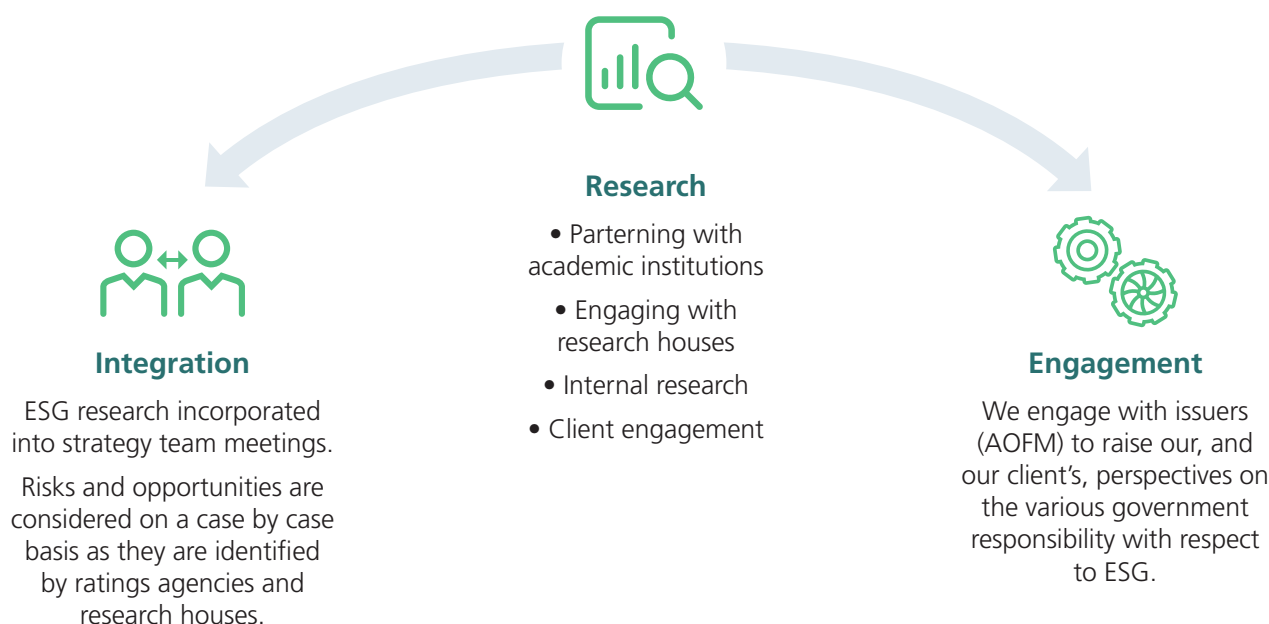 Research
• Parterning with
academic institutions
• Engaging with
research houses
• Internal research
• Client engagement
Integration
ESG research incorporated
into strategy team meetings.
Risks and opportunities are
considered on a case by case
basis as they are identified
by ratings agencies and
research houses.
Engagement
We engage with issuers
(AOFM) to raise our, and
our client’s, perspectives on
the various government
responsibility with respect
to ESG.